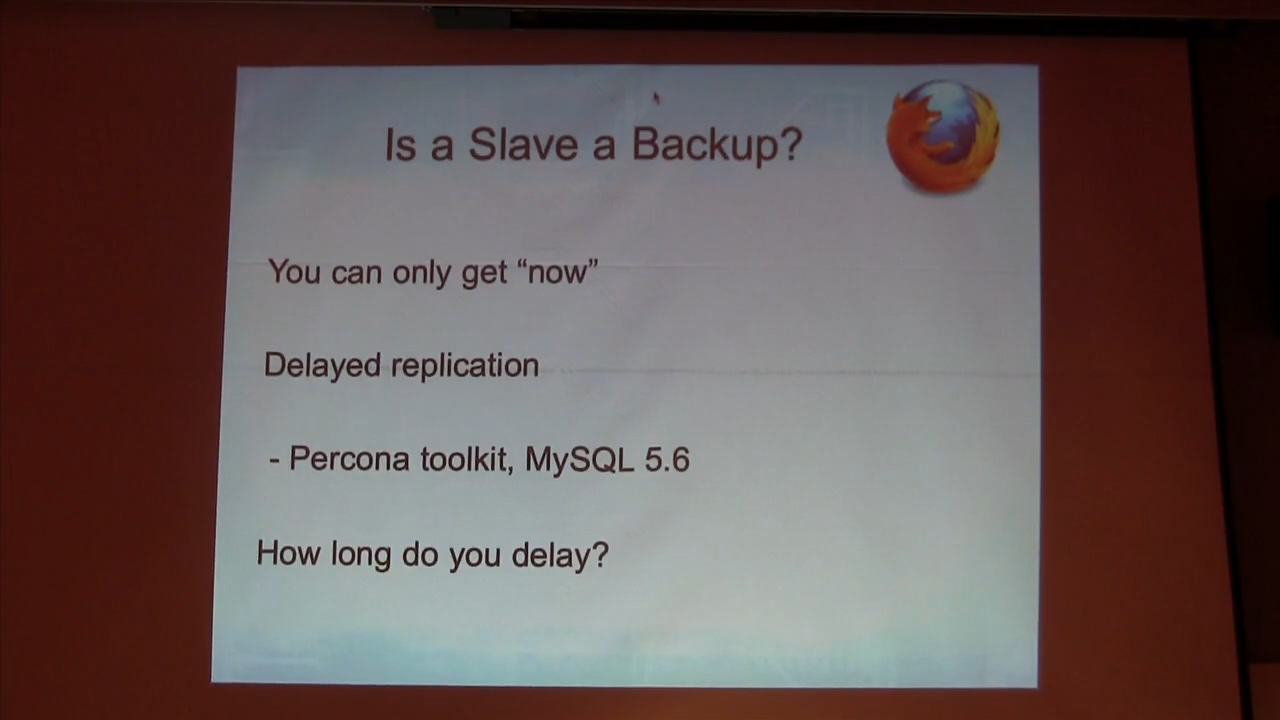 Is a Slave a Backup?
You can only get “now”
Delayed replication
- Percona toolkit, MySQL 5.6
How long do you delay?